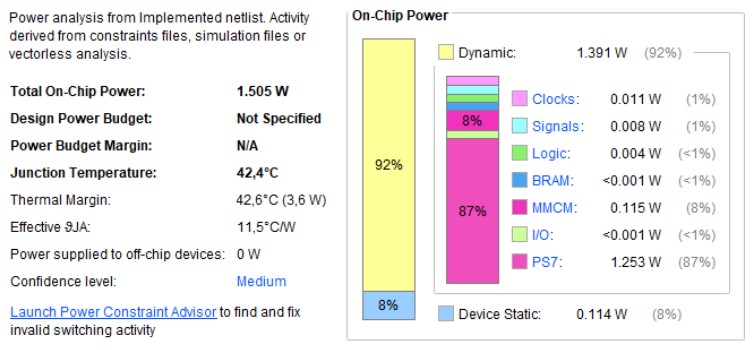 Power analysis from Implemented netlist. Activity
derived from constraints files, simulation files or
vectorless analysis.
Total On-Chip Power: 1.505 W
Design Power Budget: Not Specified
Power Budget Margin: N/A
Junction Temperature: 42,4°C
Thermal Margin: 42,6°C (3,6 W)
Effective ϑJA: 11,5°C/W
Power supplied to off-chip devices: 0 W
Confidence level: Medium
Launch Power Constraint Advisor to find and fix
invalid switching activity
On-Chip Power
92%
8%
Dynamic: 1.391 W (92%)
8%
87%
Clocks: 0.011 W (1%)
Signals: 0.008 W (1%)
Logic: 0.004 W (<1%)
BRAM: <0.001 W (<1%)
MMCM: 0.115 W (8%)
I/O: <0.001 W (<1%)
PS7: 1.253 W (87%)
Device Static: 0.114 W (8%)